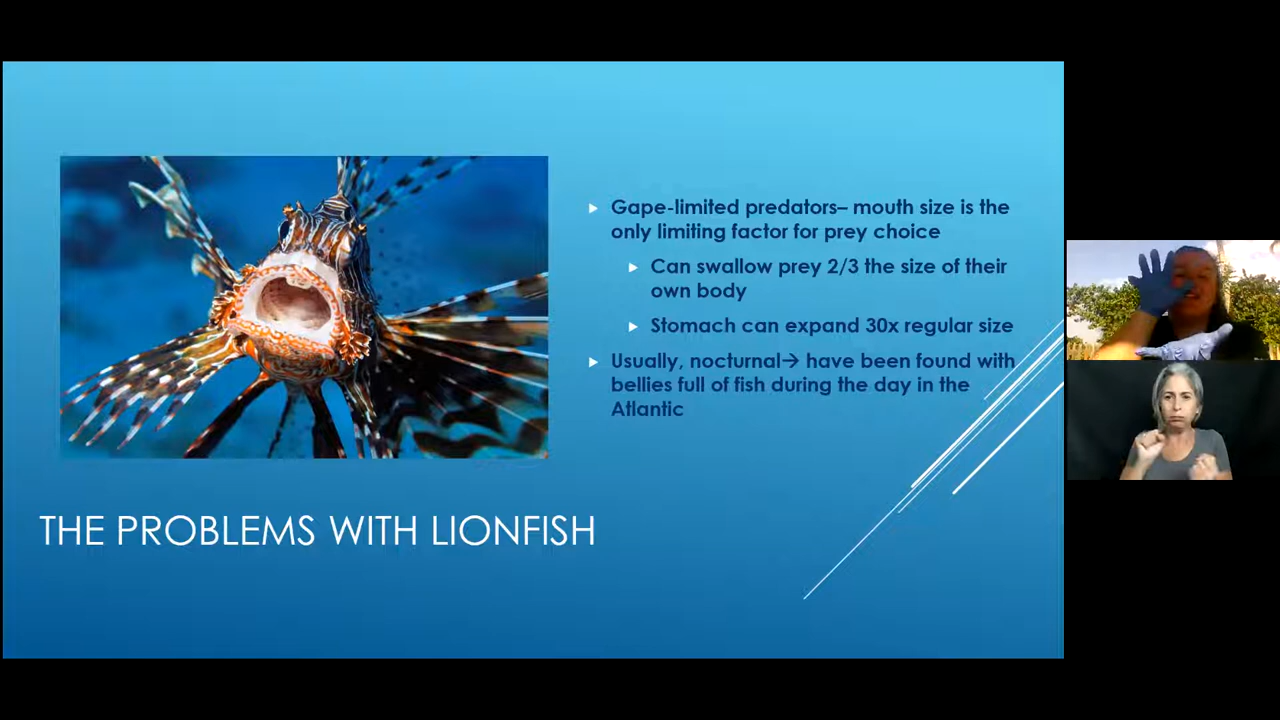 Gape-limited predators– mouth size is the
only limiting factor for prey choice
Can swallow prey 2/3 the size of their
own body
Stomach can expand 30x regular size
Usually, nocturnal→ have been found with
bellies full of fish during the day in the
Atlantic
THE PROBLEMS WITH LIONFISH